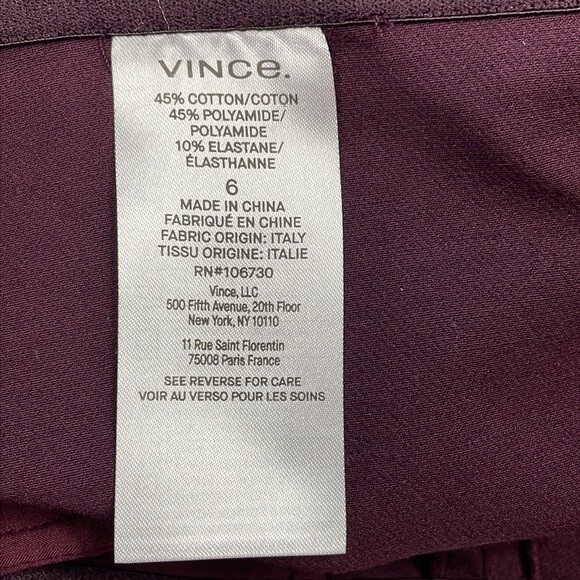 VINCe.
45% COTTON/COTON
45% POLYAMIDE/
POLYAMIDE
10% ELASTANE/
ÉLASTHANNE
6
MADE IN CHINA
FABRIQUÉ EN CHINE
FABRIC ORIGIN: ITALY
TISSU ORIGINE: ITALIE
RN#106730
Vince, LLC
500 Fifth Avenue, 20th Floor
New York, NY 10110
11 Rue Saint Florentin
75008 Paris France
SEE REVERSE FOR CARE
VOIR AU VERSO POUR LES SOINS